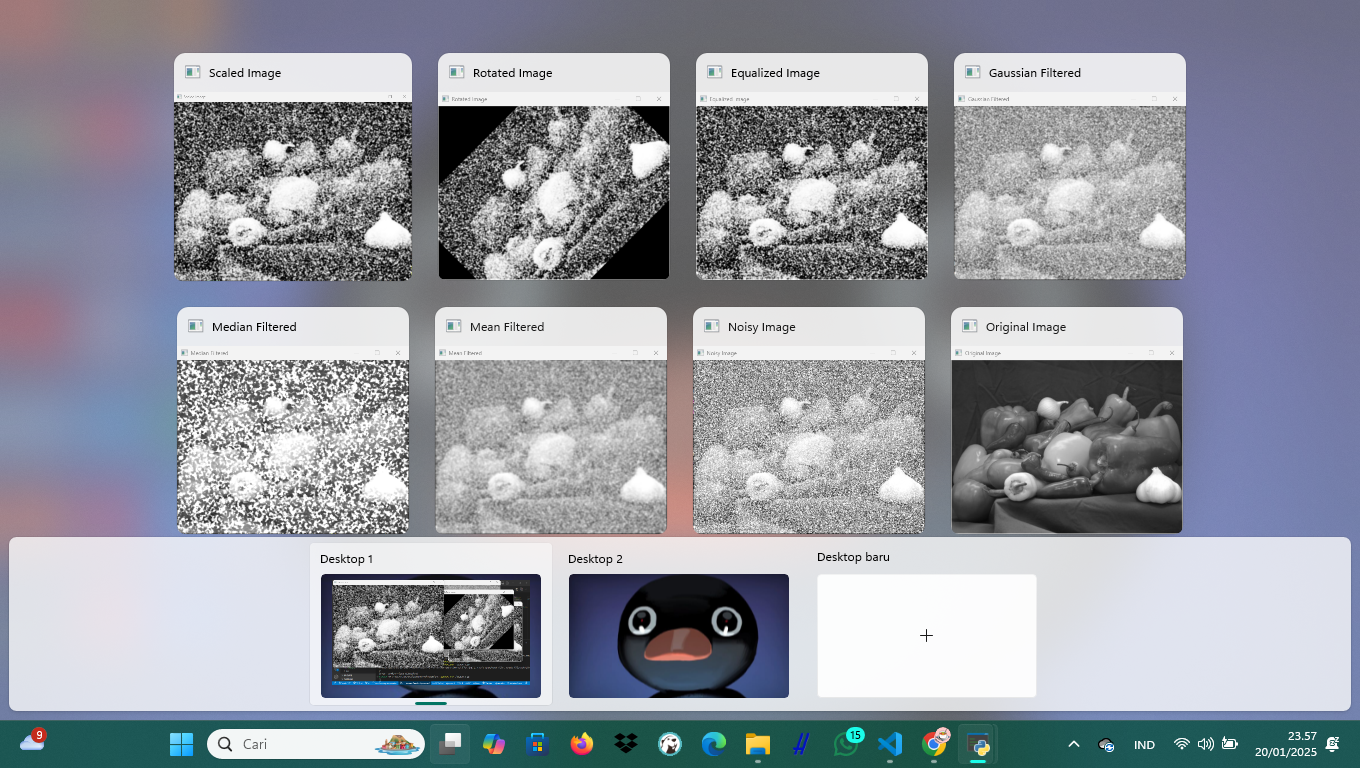 Scaled Image
Rotated Image
Equalized Image
Gaussian Filtered
Rotated Image
Equalized Image
Gaussian Filtered
Median Filtered
Mean Filtered
Noisy Image
Original Image
Median Filtered
Mean Filtered
Noisy Image
Original Image
Desktop 1
Desktop 2
Desktop baru
9
Cari
15
IND
23.57
20/01/2025